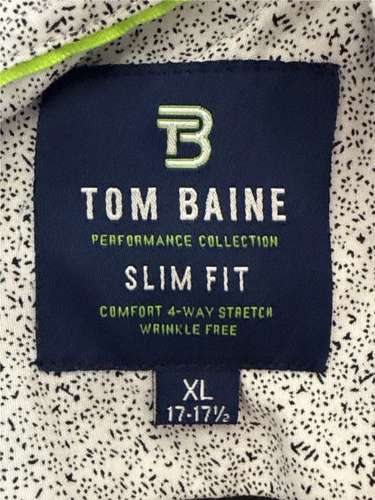 TB
TOM BAINE
PERFORMANCE COLLECTION
SLIM FIT
COMFORT 4-WAY STRETCH
WRINKLE FREE
XL
17-17½